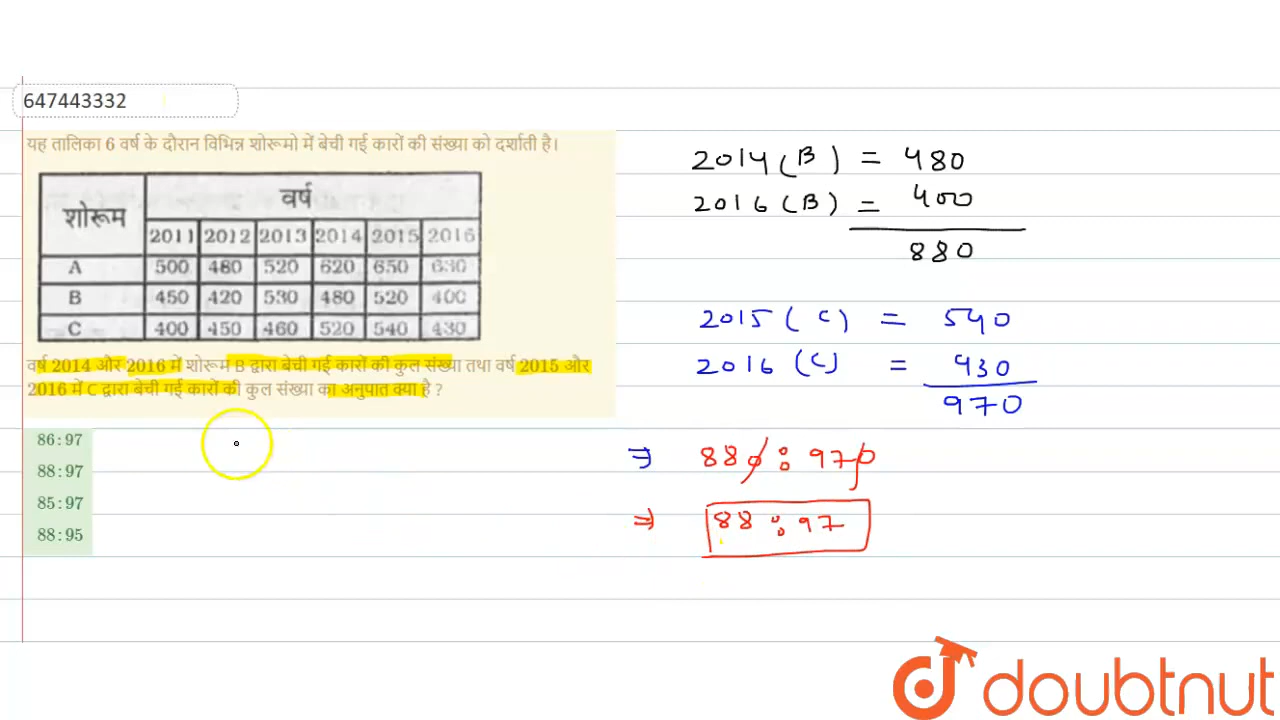 647443332
यह तालिका 6 वर्ष के दौरान विभिन्न शोरूमो में बेची गई कारों की संख्या को दर्शाती है।
शोरूम वर्ष
2011 2012 2013 2014 2015 2016
A 500 480 520 620 650 630
B 450 420 530 480 520 400
C 400 450 460 520 540 430
वर्ष 2014 और 2016 में शोरूम B द्वारा बेची गई कारों की कुल संख्या तथा वर्ष 2015 और
2016 में C द्वारा बेची गई कारों की कुल संख्या का अनुपात क्या है ?
86 : 97
88 : 97
85 : 97
88 : 95
2014 (B) = 480
2016 (B) = 400
880
2015 (C) = 540
2016 (C) = 430
970
⇒ 880 : 970
⇒ 88 : 97
doubtnut